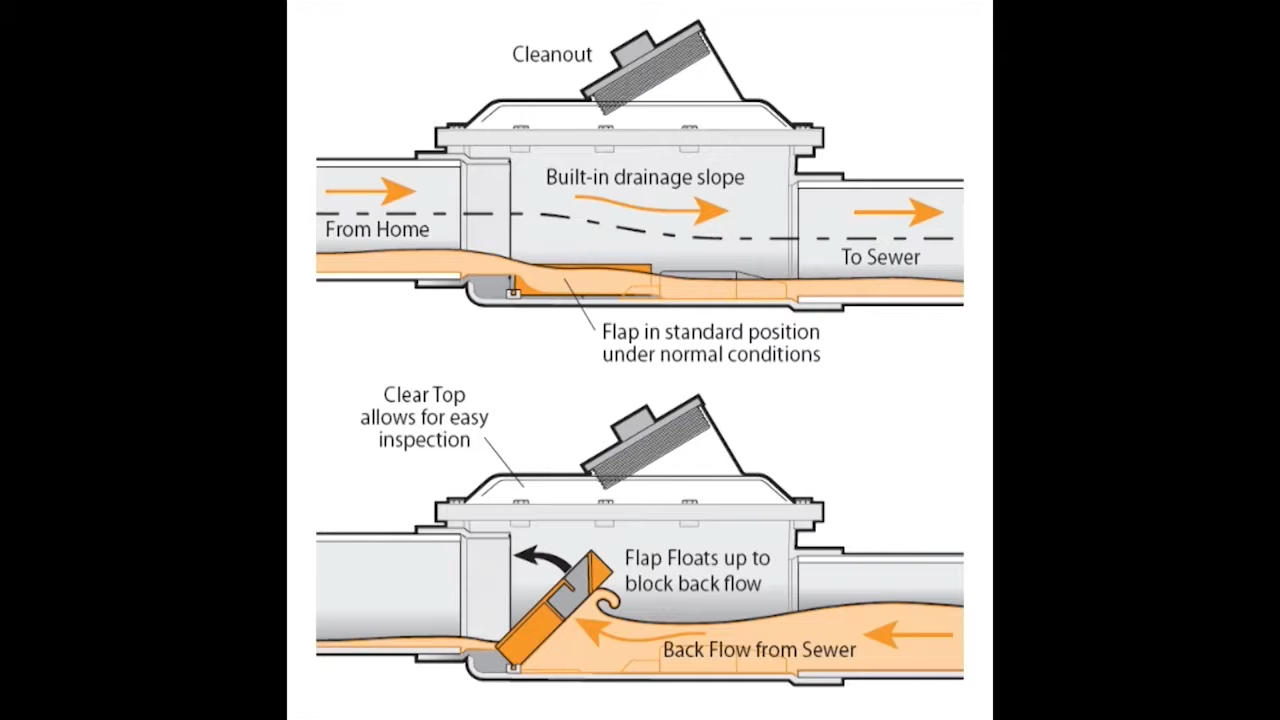 Cleanout
Built-in drainage slope
From Home
To Sewer
Flap in standard position
under normal conditions
Clear Top
allows for easy
inspection
Flap Floats up to
block back flow
Back Flow from Sewer